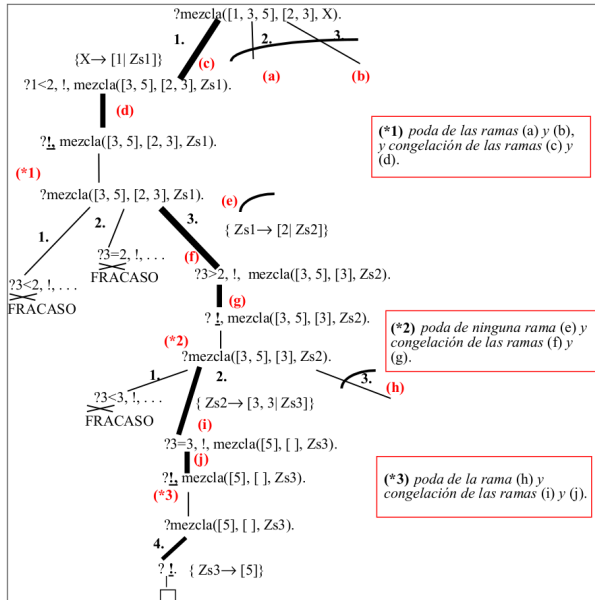 ?mezcla([1, 3, 5], [2, 3], X).
1.
2.
3.
{X→ [1| Zs1]}
(c)
(a)
(b)
?1<2, !, mezcla([3, 5], [2, 3], Zs1).
(d)
?!, mezcla([3, 5], [2, 3], Zs1).
(*1) poda de las ramas (a) y (b),
y congelación de las ramas (c) y
(d).
(*1)
?mezcla([3, 5], [2, 3], Zs1).
(e)
1.
2.
3.
{ Zs1→ [2| Zs2]}
?3=2, !, . . .
FRACASO
(f)
?3<2, !, . . .
FRACASO
?3>2, !, mezcla([3, 5], [3], Zs2).
(g)
? !, mezcla([3, 5], [3], Zs2).
(*2) poda de ninguna rama (e) y
congelación de las ramas (f) y
(g).
(*2)
?mezcla([3, 5], [3], Zs2).
1.
2.
3.
(h)
?3<3, !, . . .
FRACASO
{ Zs2→ [3, 3| Zs3]}
(i)
?3=3, !, mezcla([5], [ ], Zs3).
(j)
?!, mezcla([5], [ ], Zs3).
(*3)
(*3) poda de la rama (h) y
congelación de las ramas (i) y (j).
?mezcla([5], [ ], Zs3).
4.
? !. { Zs3→ [5]}